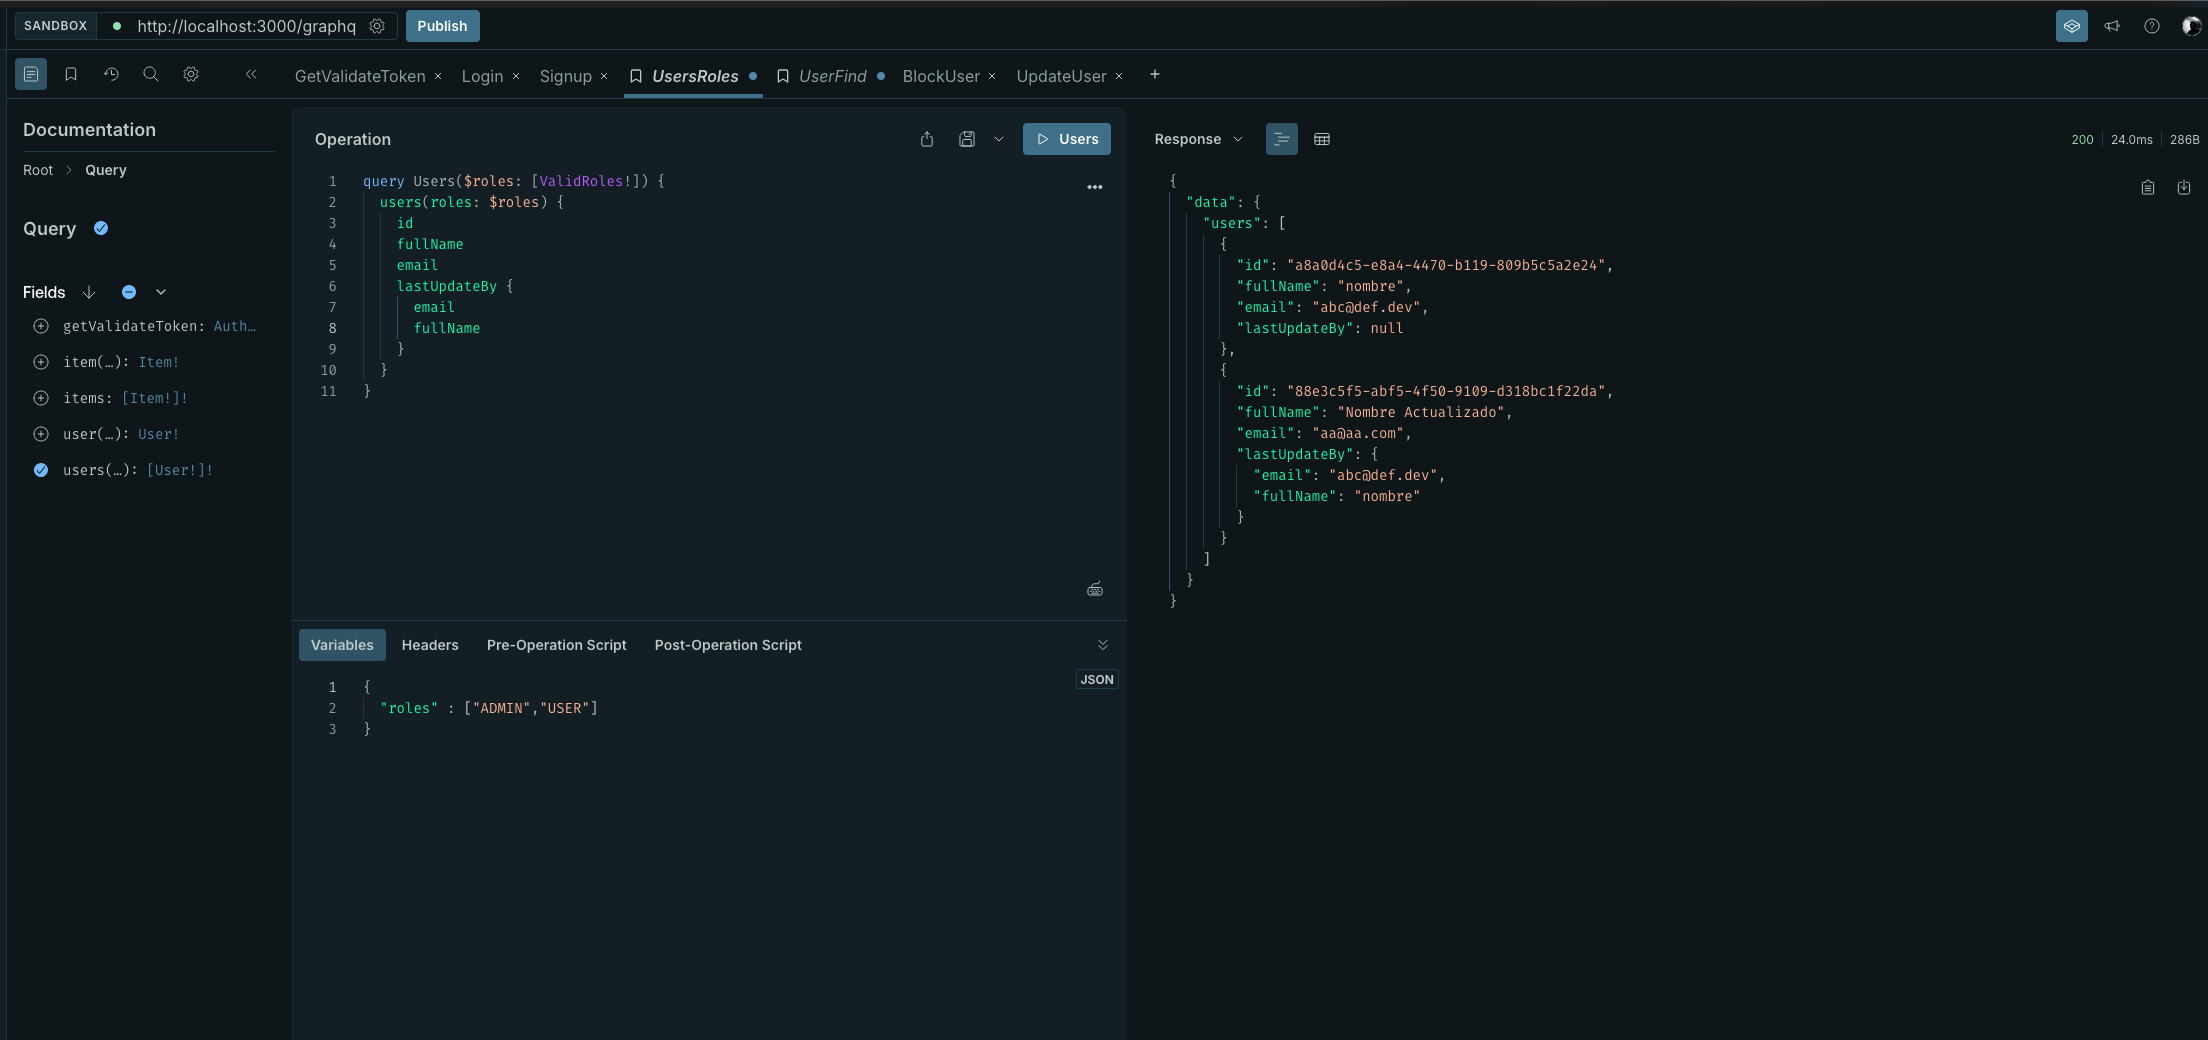 SANDBOX http://localhost:3000/graphq Publish
GetValidateToken × Login × Signup × UsersRoles UserFind BlockUser × UpdateUser × +
Documentation
Root > Query
Query
Fields
getValidateToken: Auth…
item(…): Item!
items: [Item!]!
user(…): User!
users(…): [User!]!
Operation
Users
1 query Users($roles: [ValidRoles!]) {
2 users(roles: $roles) {
3 id
4 fullName
5 email
6 lastUpdateBy {
7 email
8 fullName
9 }
10 }
11 }
Variables Headers Pre-Operation Script Post-Operation Script
JSON
1 {
2 "roles" : ["ADMIN","USER"]
3 }
Response
200 24.0ms 286B
{
"data": {
"users": [
{
"id": "a8a0d4c5-e8a4-4470-b119-809b5c5a2e24",
"fullName": "nombre",
"email": "abc@def.dev",
"lastUpdateBy": null
},
{
"id": "88e3c5f5-abf5-4f50-9109-d318bc1f22da",
"fullName": "Nombre Actualizado",
"email": "aa@aa.com",
"lastUpdateBy": {
"email": "abc@def.dev",
"fullName": "nombre"
}
}
]
}
}